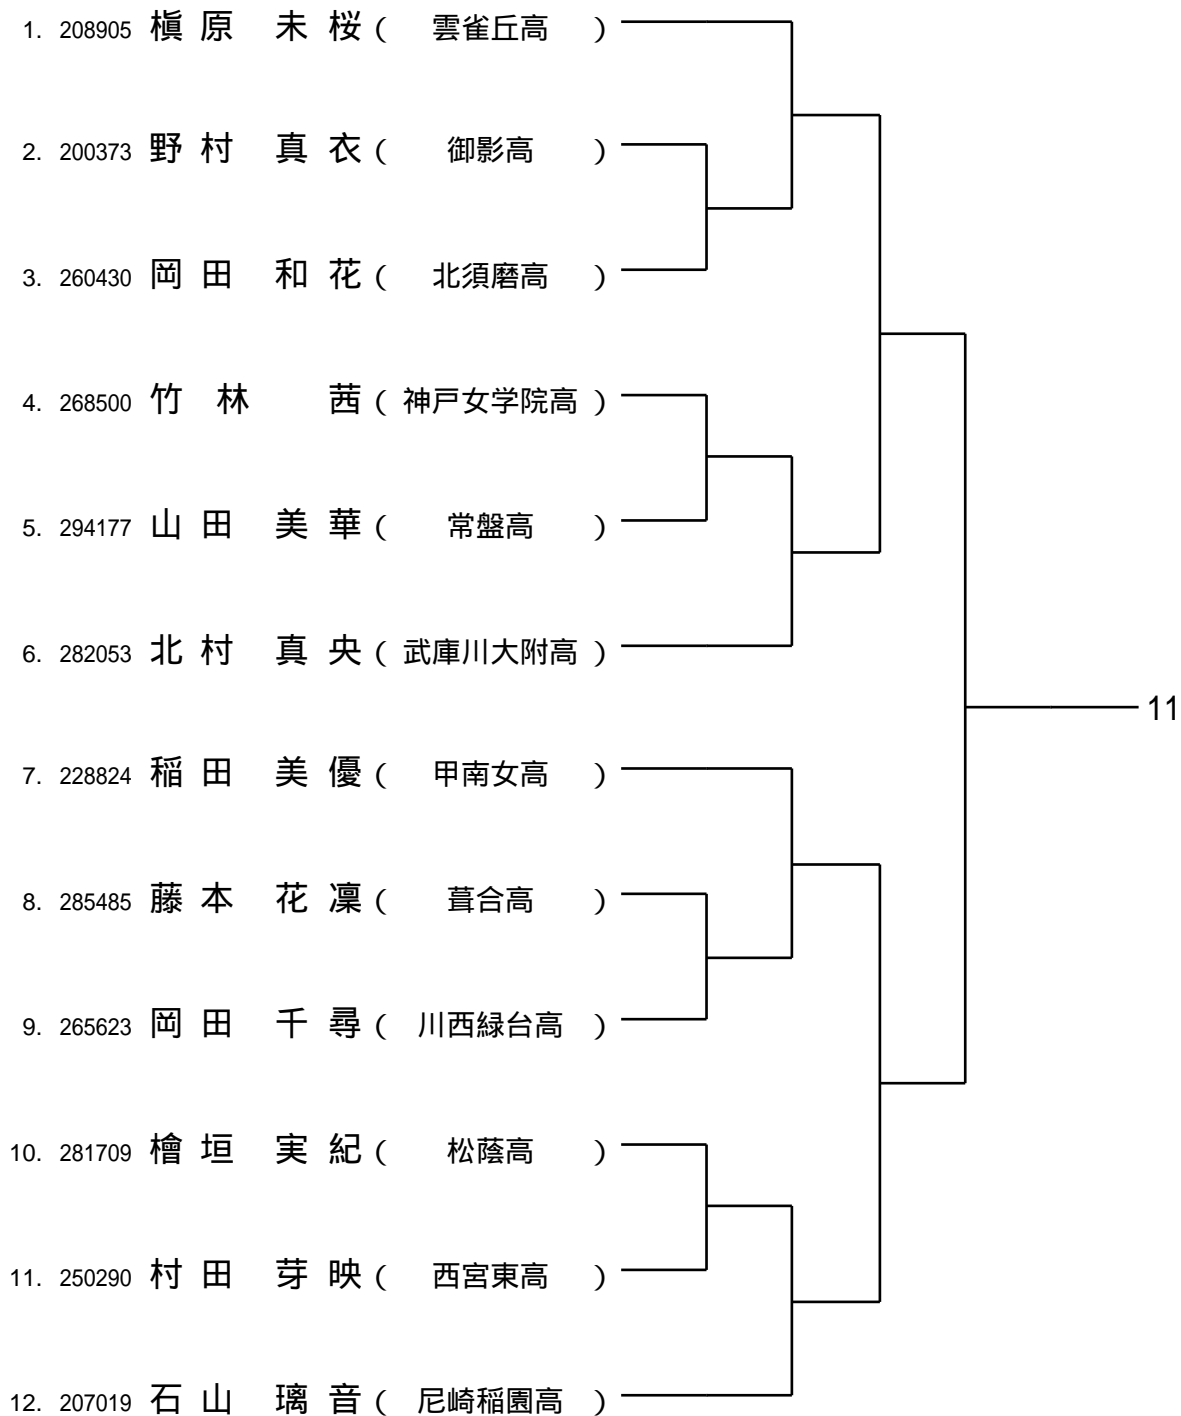 1. 208905 槇原 未桜 ( 雲雀丘高 )
2. 200373 野村 真衣 ( 御影高 )
3. 260430 岡田 和花 ( 北須磨高 )
4. 268500 竹林 茜 ( 神戸女学院高 )
5. 294177 山田 美華 ( 常盤高 )
6. 282053 北村 真央 ( 武庫川大附高 )
11
7. 228824 稲田 美優 ( 甲南女高 )
8. 285485 藤本 花凜 ( 葺合高 )
9. 265623 岡田 千尋 ( 川西緑台高 )
10. 281709 檜垣 実紀 ( 松蔭高 )
11. 250290 村田 芽映 ( 西宮東高 )
12. 207019 石山 璃音 ( 尼崎稲園高 )